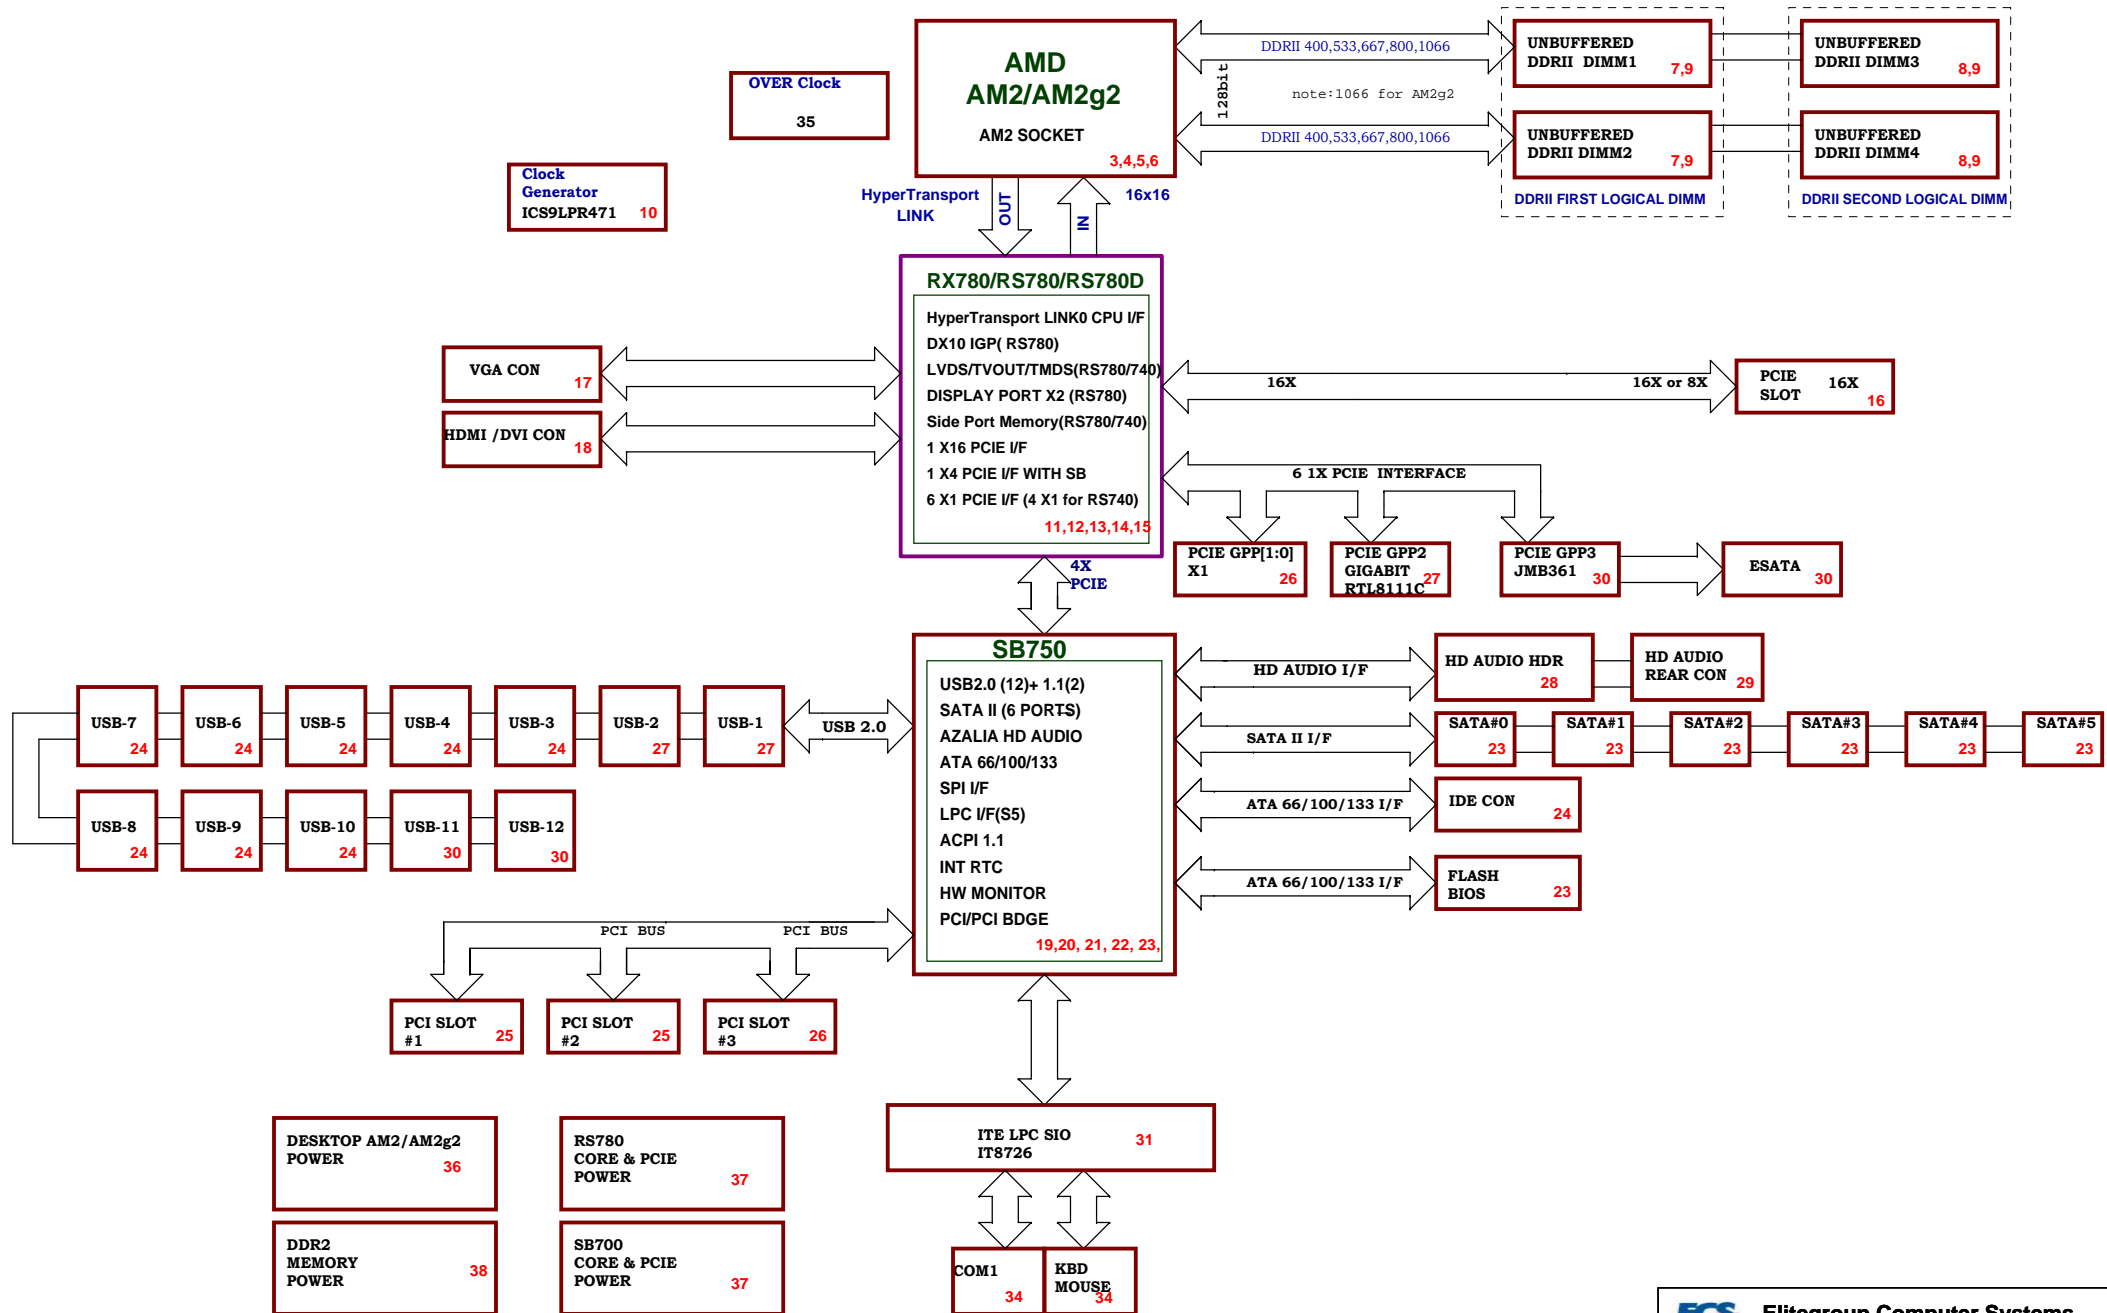 AMD
AM2/AM2g2
AM2 SOCKET
3,4,5,6
OVER Clock
35
Clock
Generator
ICS9LPR471 10
DDRII 400,533,667,800,1066
128bit
note:1066 for AM2g2
DDRII 400,533,667,800,1066
UNBUFFERED
DDRII DIMM1 7,9
UNBUFFERED
DDRII DIMM3 8,9
UNBUFFERED
DDRII DIMM2 7,9
UNBUFFERED
DDRII DIMM4 8,9
DDRII FIRST LOGICAL DIMM
DDRII SECOND LOGICAL DIMM
HyperTransport
LINK
OUT
IN
16x16
RX780/RS780/RS780D
HyperTransport LINK0 CPU I/F
DX10 IGP( RS780)
LVDS/TVOUT/TMDS(RS780/740)
DISPLAY PORT X2 (RS780)
Side Port Memory(RS780/740)
1 X16 PCIE I/F
1 X4 PCIE I/F WITH SB
6 X1 PCIE I/F (4 X1 for RS740)
11,12,13,14,15
VGA CON
17
HDMI /DVI CON
18
16X
16X or 8X
PCIE 16X
SLOT
16
6 1X PCIE INTERFACE
PCIE GPP[1:0]
X1
26
PCIE GPP2
GIGABIT
RTL8111C
27
PCIE GPP3
JMB361
30
ESATA
30
4X
PCIE
SB750
USB2.0 (12)+ 1.1(2)
SATA II (6 PORTS)
AZALIA HD AUDIO
ATA 66/100/133
SPI I/F
LPC I/F(S5)
ACPI 1.1
INT RTC
HW MONITOR
PCI/PCI BDGE
19,20, 21, 22, 23,
HD AUDIO I/F
HD AUDIO HDR
28
HD AUDIO
REAR CON
29
USB-7
24
USB-6
24
USB-5
24
USB-4
24
USB-3
24
USB-2
27
USB-1
27
USB 2.0
SATA II I/F
SATA#0
23
SATA#1
23
SATA#2
23
SATA#3
23
SATA#4
23
SATA#5
23
USB-8
24
USB-9
24
USB-10
24
USB-11
30
USB-12
30
ATA 66/100/133 I/F
IDE CON
24
ATA 66/100/133 I/F
FLASH
BIOS
23
PCI BUS
PCI BUS
PCI SLOT
#1
25
PCI SLOT
#2
25
PCI SLOT
#3
26
ITE LPC SIO
IT8726
31
DESKTOP AM2/AM2g2
POWER
36
RS780
CORE & PCIE
POWER
37
DDR2
MEMORY
POWER
38
SB700
CORE & PCIE
POWER
37
COM1
34
KBD
MOUSE
34
ECS
Elitegroup Computer Systems